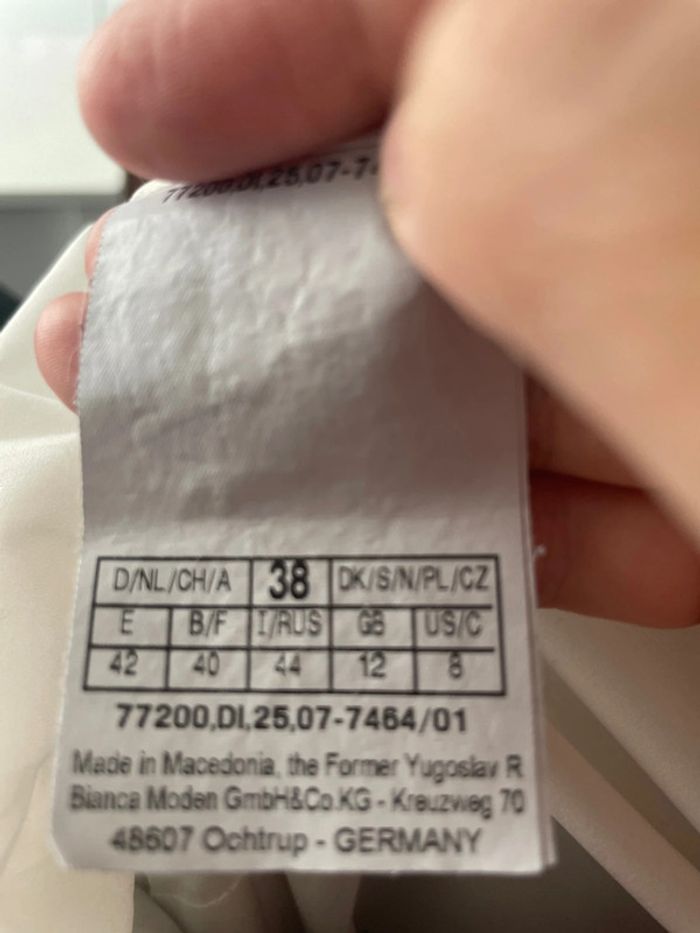 77200,DI,25,07-7
D/NL/CH/A 38 DK/S/N/PL/CZ
E B/F I/RUS GB US/C
42 40 44 12 8
77200,DI,25,07-7464/01
Made in Macedonia, the Former Yugoslav R
Bianca Moden GmbH&Co.KG - Kreuzweg 70
48607 Ochtrup - GERMANY